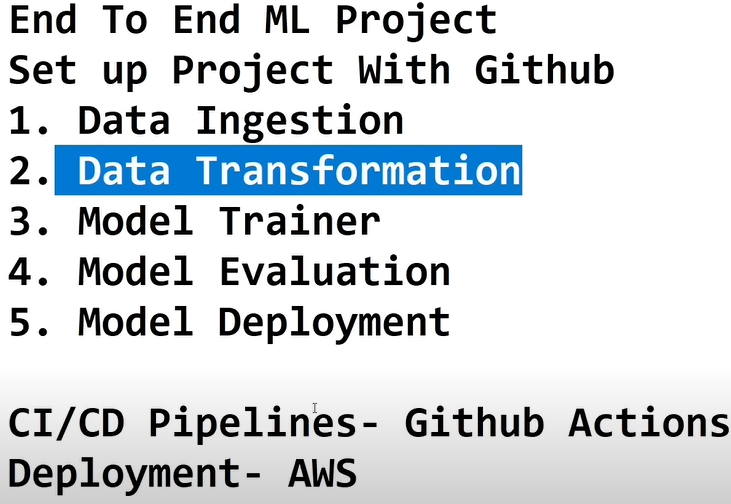 End To End ML Project
Set up Project With Github
1. Data Ingestion
2. Data Transformation
3. Model Trainer
4. Model Evaluation
5. Model Deployment
CI/CD Pipelines- Github Actions
Deployment- AWS